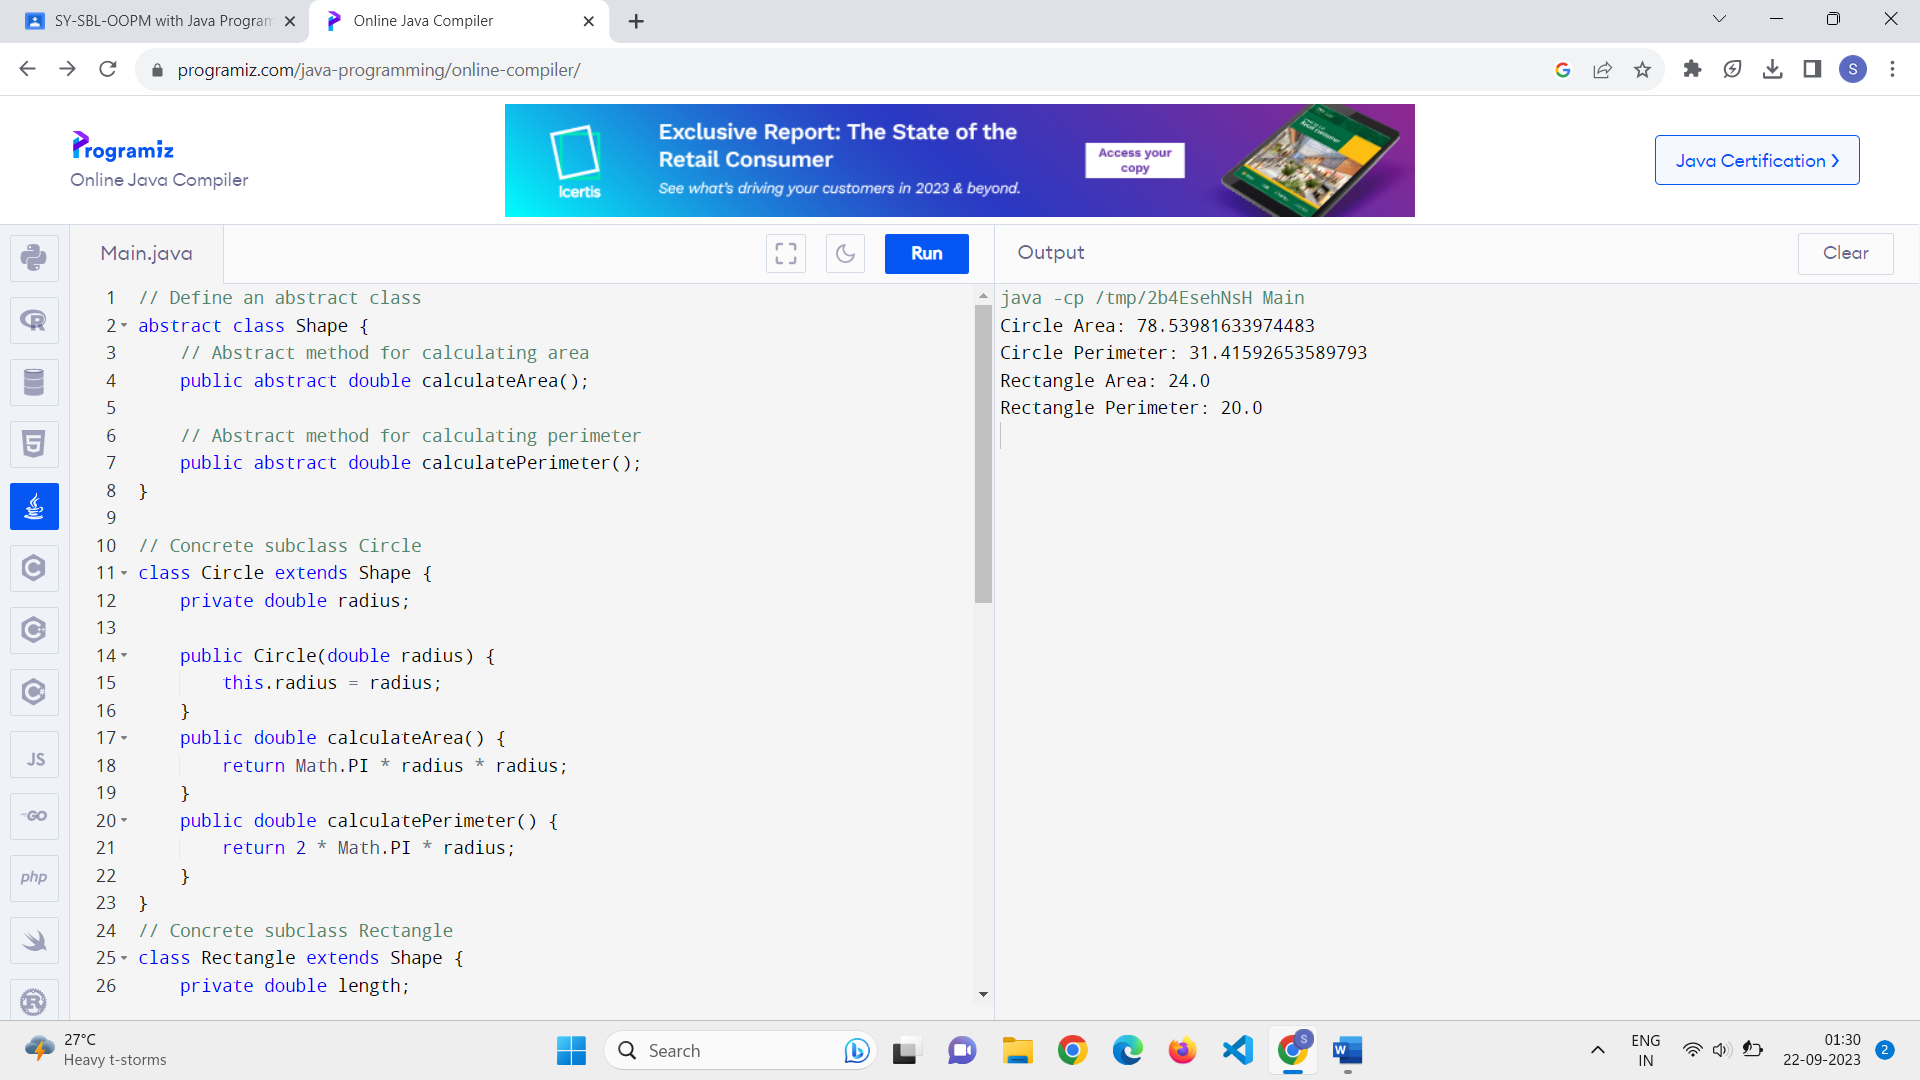 SY-SBL-OOPM with Java Program
Online Java Compiler
programiz.com/java-programming/online-compiler/
S
Programiz
Online Java Compiler
Icertis
Exclusive Report: The State of the
Retail Consumer
See what's driving your customers in 2023 & beyond.
Access your
copy
Java Certification
Main.java
Run
Output
Clear
1 // Define an abstract class
2 abstract class Shape {
3 // Abstract method for calculating area
4 public abstract double calculateArea();
5
6 // Abstract method for calculating perimeter
7 public abstract double calculatePerimeter();
8 }
9
10 // Concrete subclass Circle
11 class Circle extends Shape {
12 private double radius;
13
14 public Circle(double radius) {
15 this.radius = radius;
16 }
17 public double calculateArea() {
18 return Math.PI * radius * radius;
19 }
20 public double calculatePerimeter() {
21 return 2 * Math.PI * radius;
22 }
23 }
24 // Concrete subclass Rectangle
25 class Rectangle extends Shape {
26 private double length;
java -cp /tmp/2b4EsehNsH Main
Circle Area: 78.53981633974483
Circle Perimeter: 31.41592653589793
Rectangle Area: 24.0
Rectangle Perimeter: 20.0
JS
GO
php
27°C
Heavy t-storms
Search
S
W
ENG
IN
01:30
22-09-2023
2